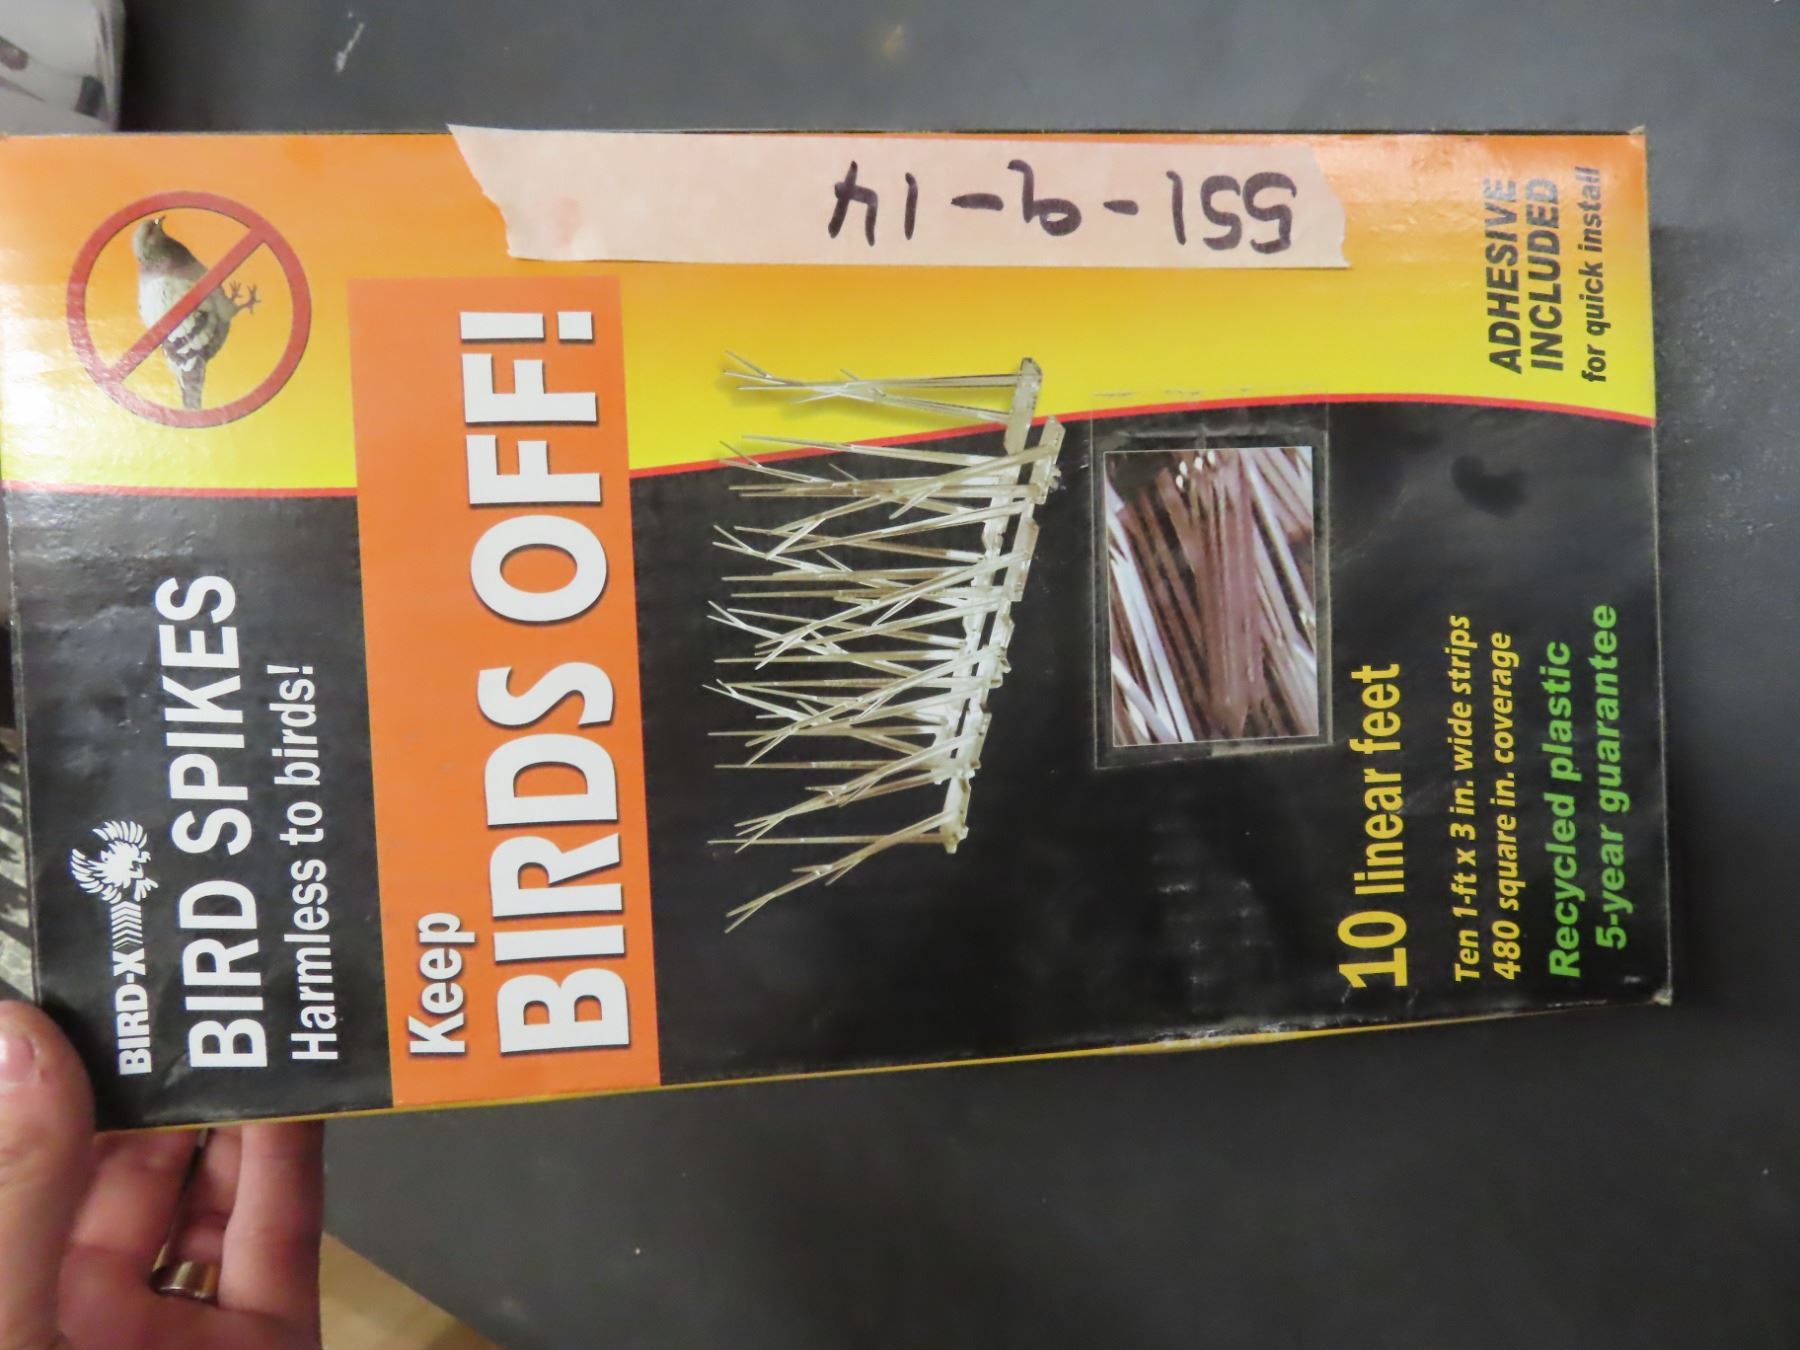 BIRD-X
BIRD SPIKES
Harmless to birds!
Keep
BIRDS OFF!
551-9-14
10 linear feet
Ten 1-ft x 3 in. wide strips
480 square in. coverage
Recycled plastic
5-year guarantee
ADHESIVE
INCLUDED
for quick install